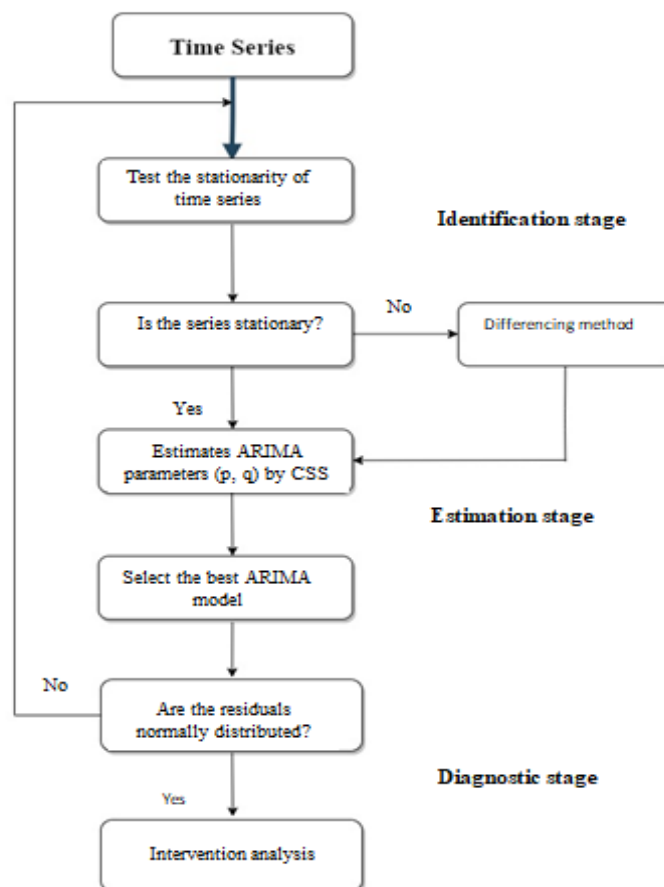 Time Series
Test the stationarity of
time series
Identification stage
Is the series stationary?
No
Differencing method
Yes
Estimates ARIMA
parameters (p, q) by CSS
Estimation stage
Select the best ARIMA
model
No
Are the residuals
normally distributed?
Diagnostic stage
Yes
Intervention analysis